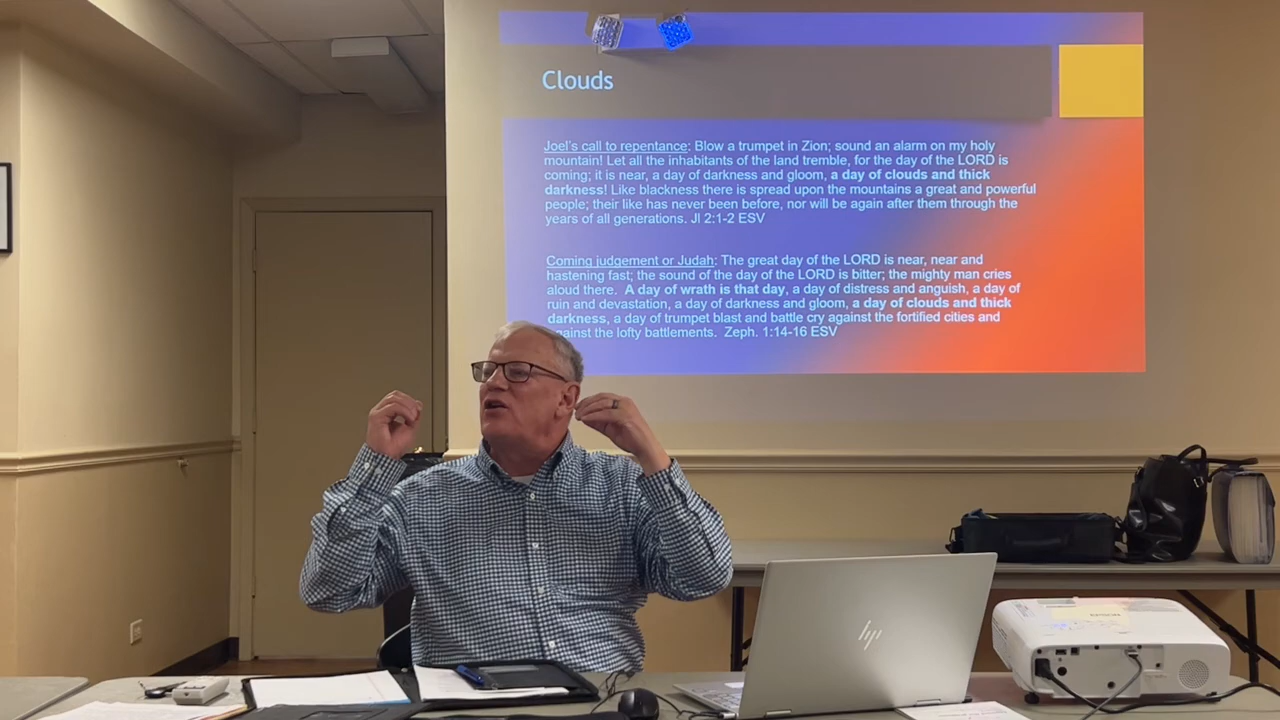 Clouds
Joel's call to repentance: Blow a trumpet in Zion; sound an alarm on my holy
mountain! Let all the inhabitants of the land tremble, for the day of the LORD is
coming; it is near, a day of darkness and gloom, a day of clouds and thick
darkness! Like blackness there is spread upon the mountains a great and powerful
people; their like has never been before, nor will be again after them through the
years of all generations. Jl 2:1-2 ESV
Coming judgement or Judah: The great day of the LORD is near, near and
hastening fast; the sound of the day of the LORD is bitter; the mighty man cries
aloud there. A day of wrath is that day, a day of distress and anguish, a day of
ruin and devastation, a day of darkness and gloom, a day of clouds and thick
darkness, a day of trumpet blast and battle cry against the fortified cities and
against the lofty battlements. Zeph. 1:14-16 ESV
hp